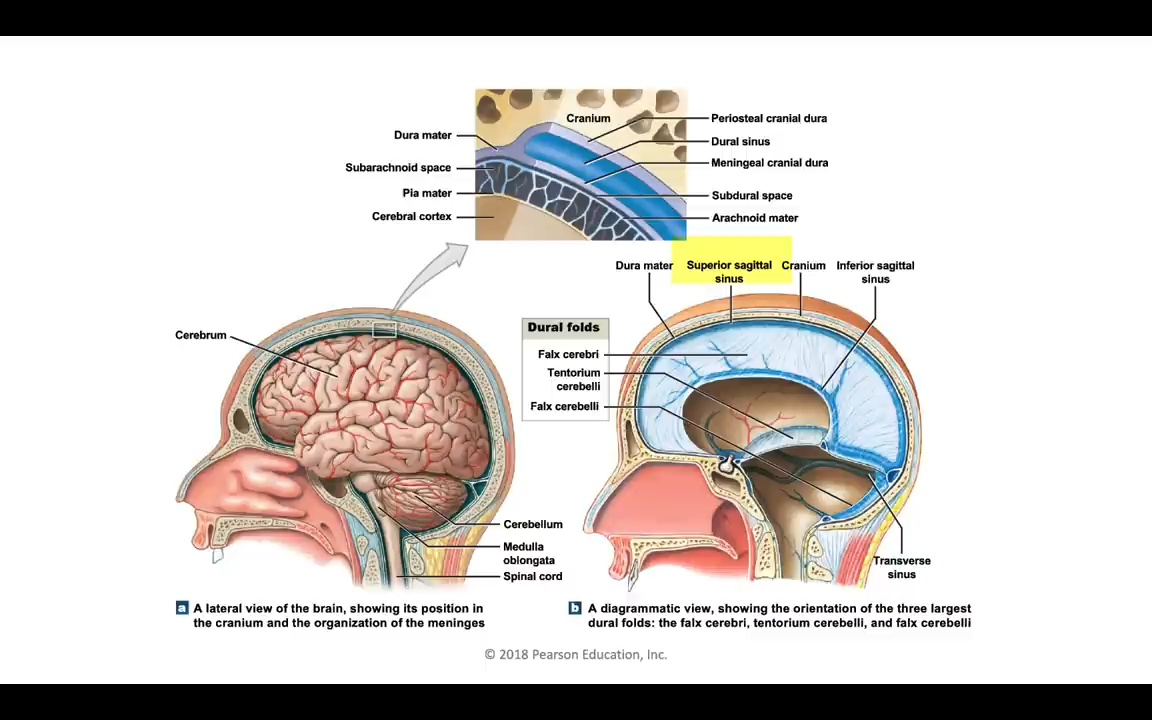 Cranium
Dura mater
Subarachnoid space
Pia mater
Cerebral cortex
Periosteal cranial dura
Dural sinus
Meningeal cranial dura
Subdural space
Arachnoid mater
Cerebrum
Cerebellum
Medulla
oblongata
Spinal cord
Dura mater
Superior sagittal
sinus
Cranium
Inferior sagittal
sinus
Dural folds
Falx cerebri
Tentorium
cerebelli
Falx cerebelli
Transverse
sinus
a A lateral view of the brain, showing its position in
the cranium and the organization of the meninges
b A diagrammatic view, showing the orientation of the three largest
dural folds: the falx cerebri, tentorium cerebelli, and falx cerebelli
© 2018 Pearson Education, Inc.